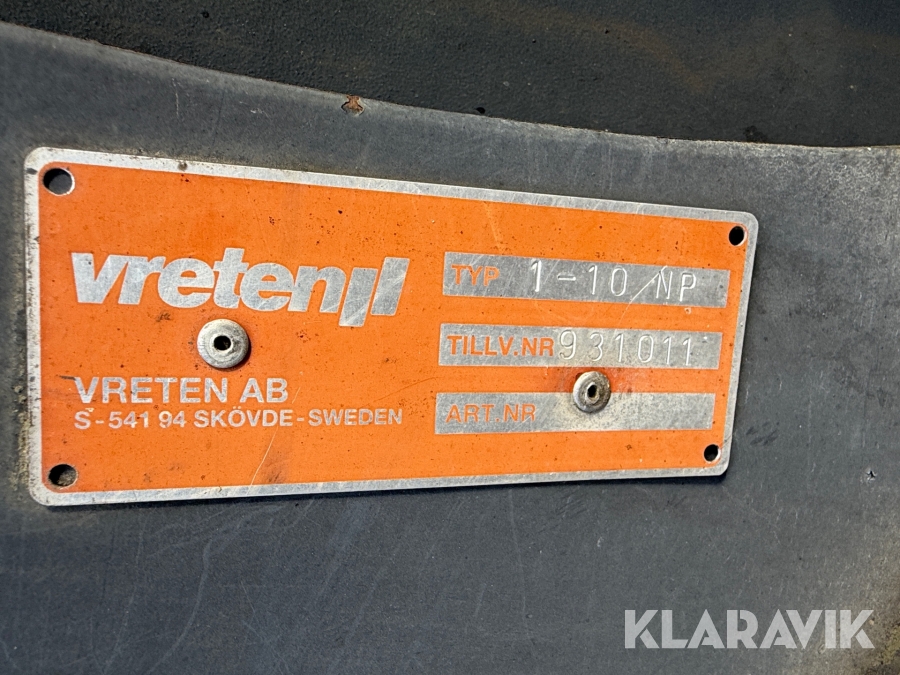 vreten
VRETEN AB
S-541 94 SKÖVDE-SWEDEN
TYP 1-10 NP
TILLV.NR 931011
ART.NR
KLARAVIK